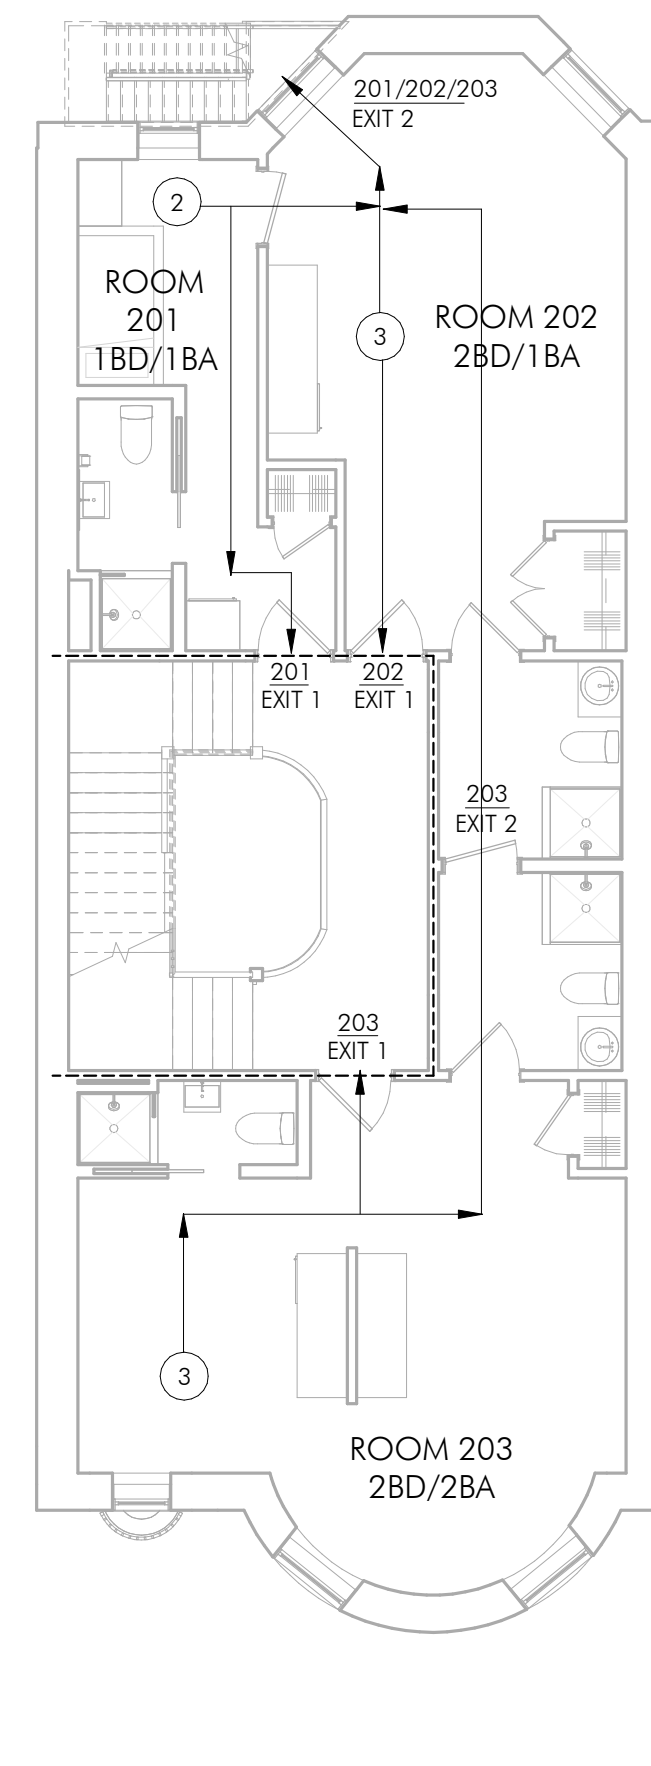 201/202/203
EXIT 2
2
ROOM
201
1BD/1BA
3
ROOM 202
2BD/1BA
201
EXIT 1
202
EXIT 1
203
EXIT 2
203
EXIT 1
3
ROOM 203
2BD/2BA